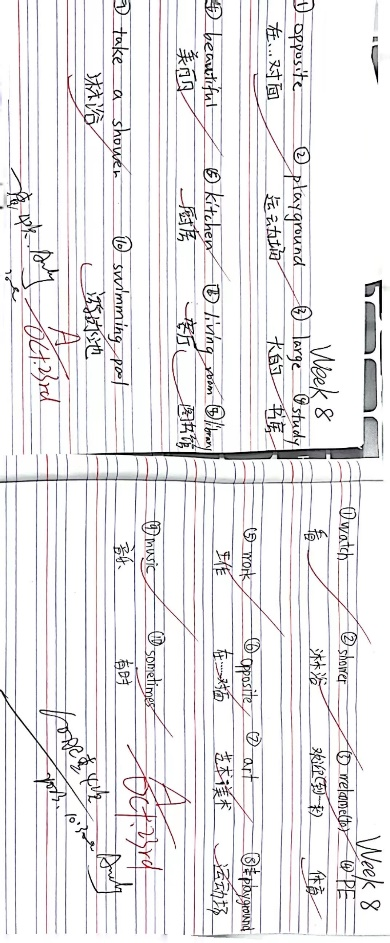 Week 8
① opposite ② playground ③ large ④ study
在...对面 运动场 大的 书房
⑤ beautiful ⑥ kitchen ⑦ living room ⑧ library
美丽的 厨房 客厅 图书馆
⑨ take a shower ⑩ swimming pool
沐浴 游泳池
A
Oct 23rd
Week 8
① watch ② shower ③ welcome(to) ④ PE
看 沐浴 欢迎(到来) 体育
⑤ work ⑥ opposite ⑦ art ⑧ playground
工作 在...对面 艺术,美术 运动场
⑨ music ⑩ sometimes
音乐 有时
A
Oct. 23rd